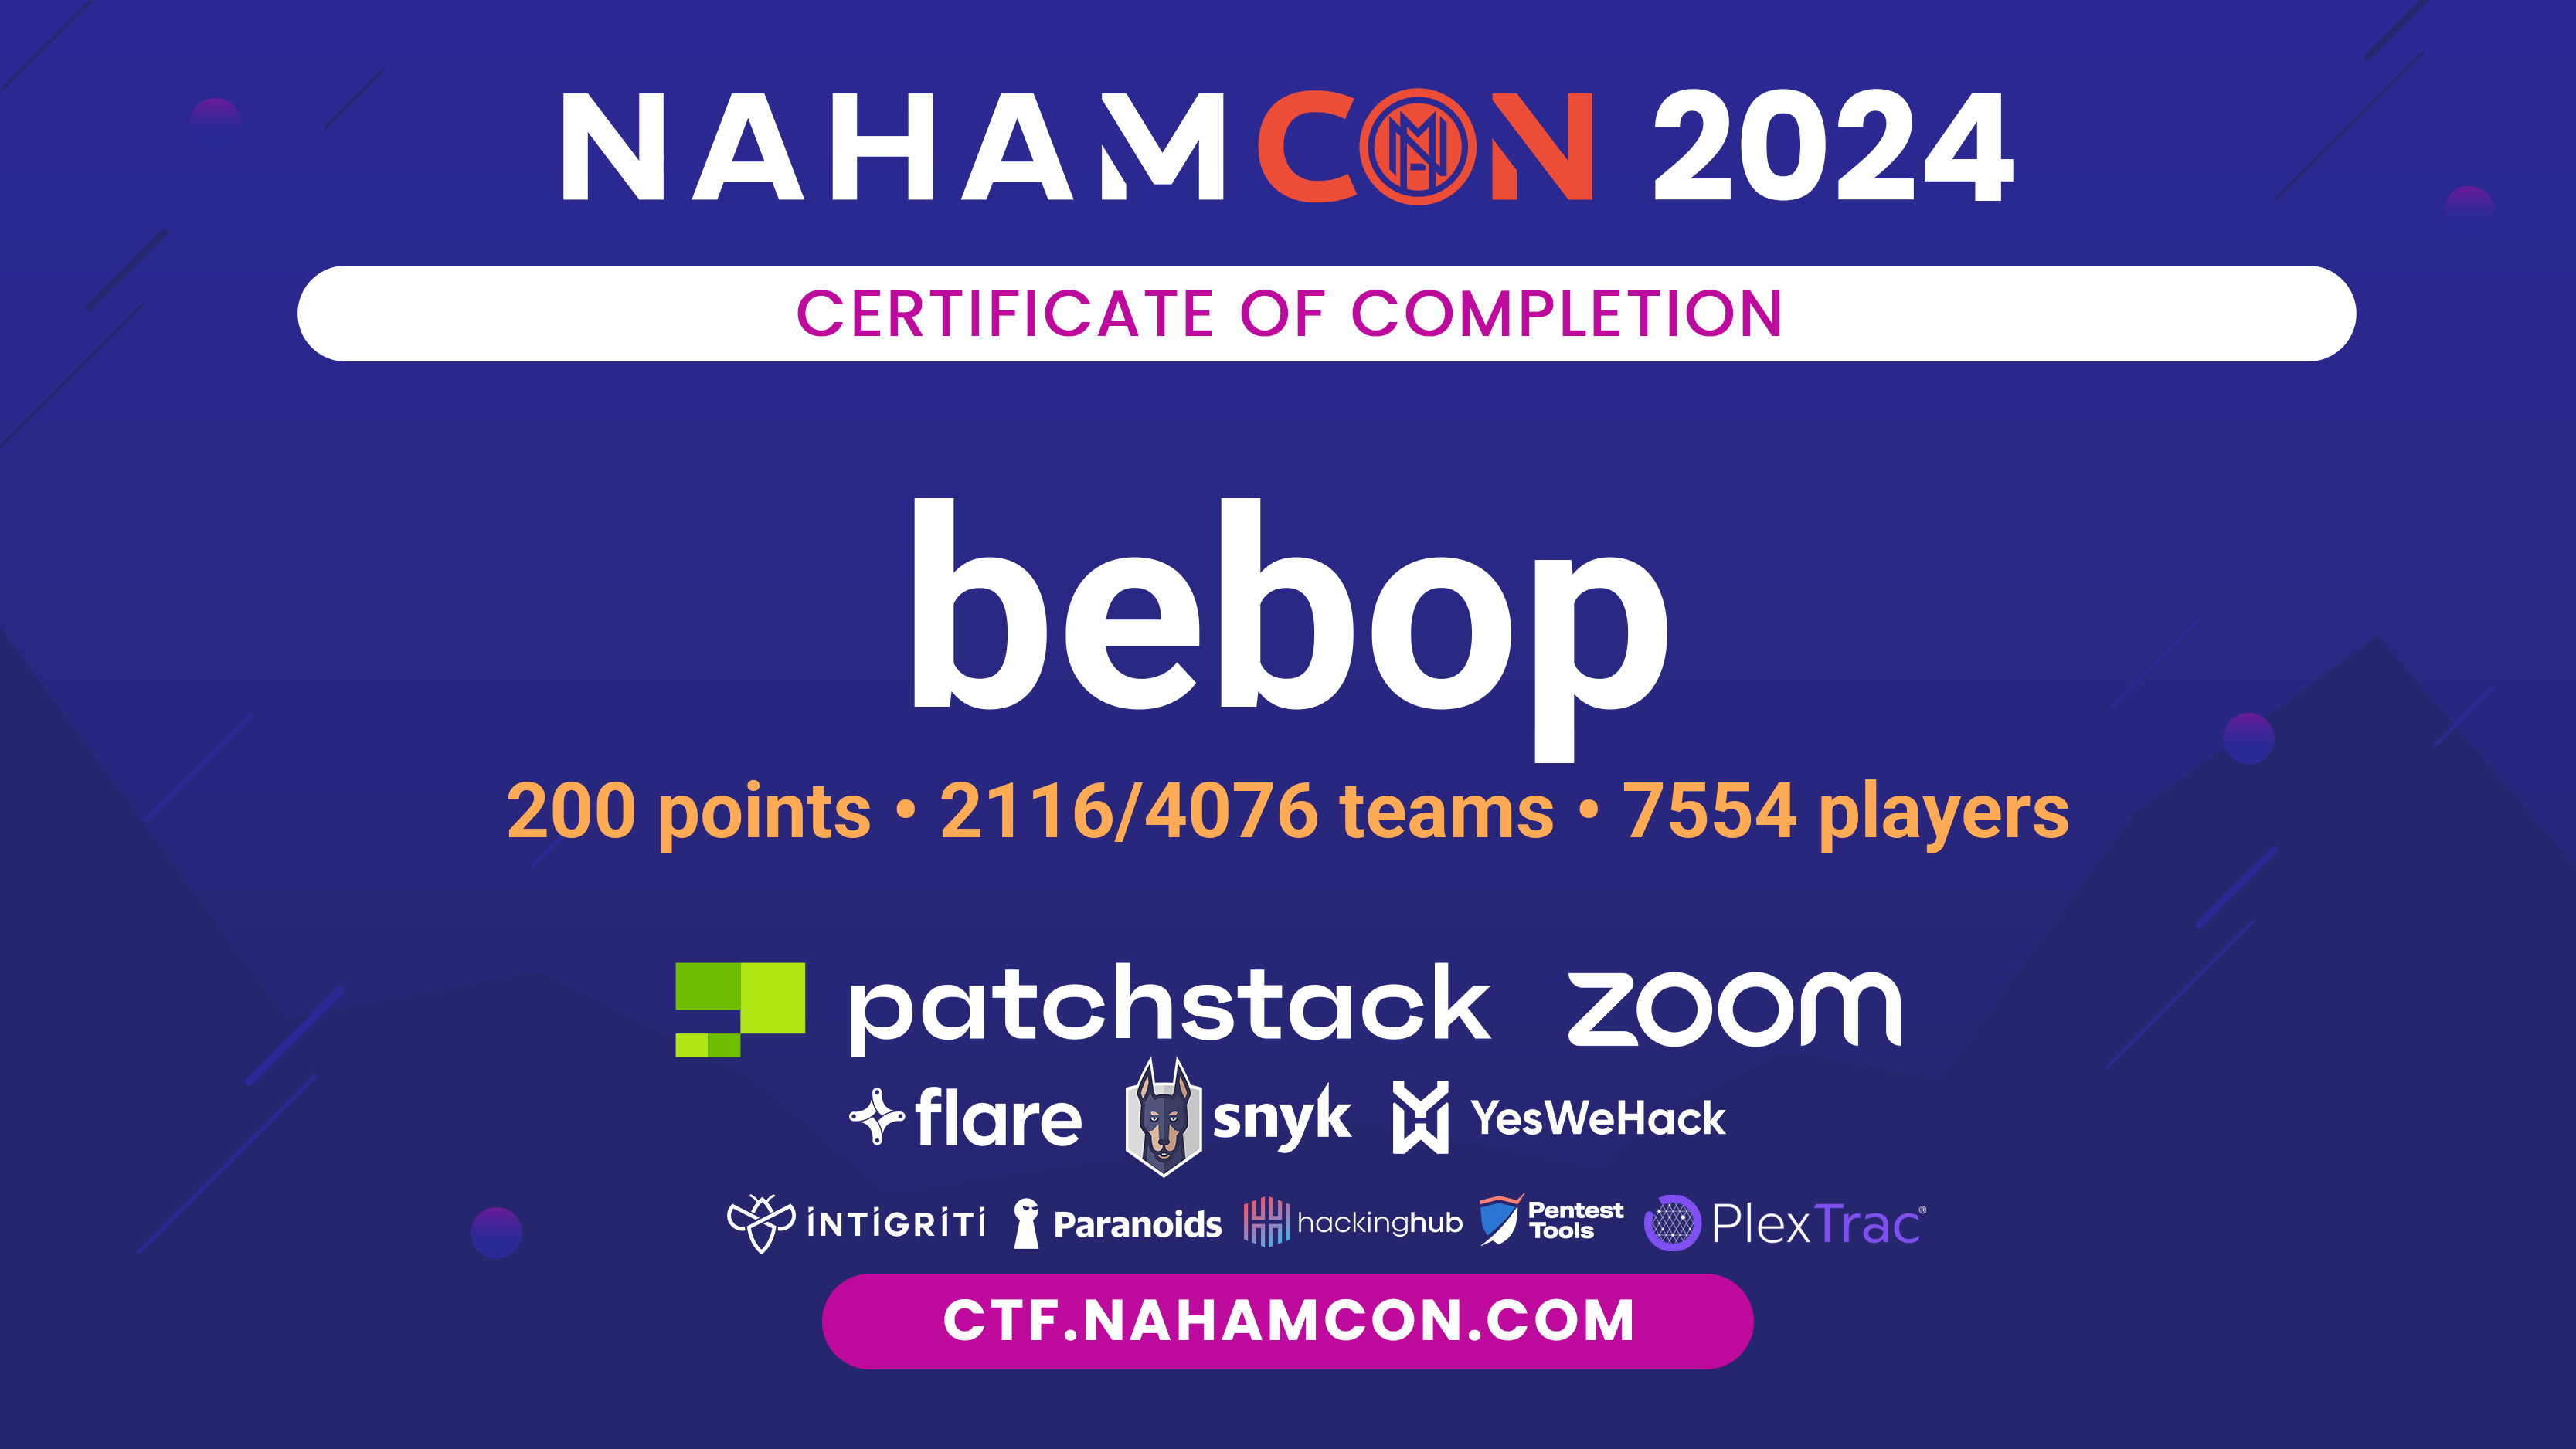 NAHAMCON 2024
CERTIFICATE OF COMPLETION
bebop
200 points • 2116/4076 teams • 7554 players
patchstack zoom
flare snyk YesWeHack
INTIGRITI Paranoids hackinghub Pentest Tools PlexTrac®
CTF.NAHAMCON.COM